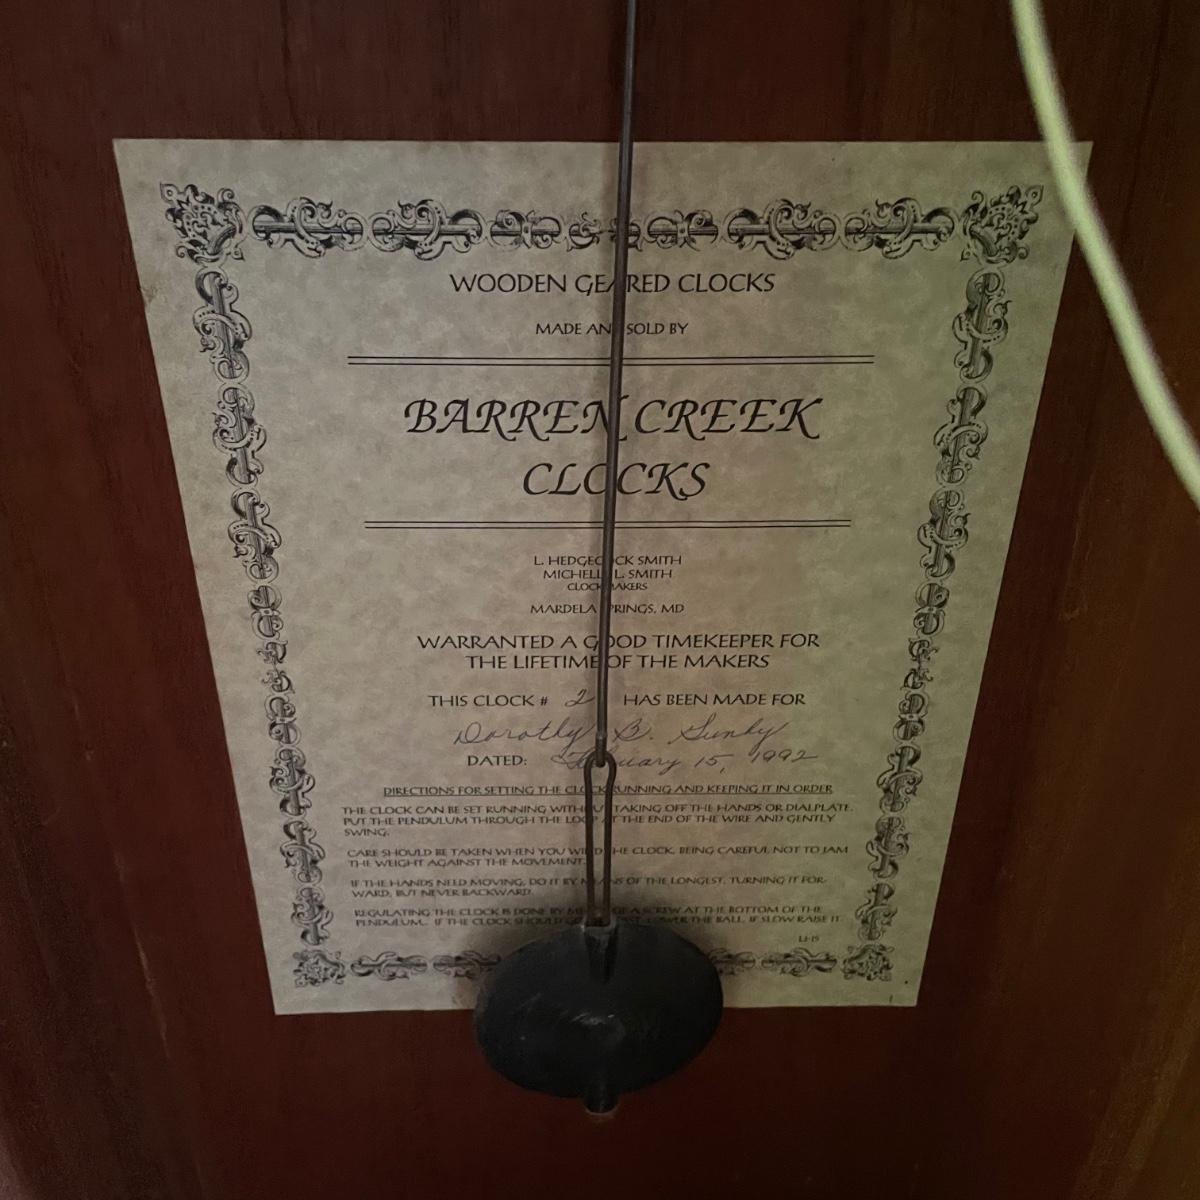 WOODEN GEARED CLOCKS
MADE AND SOLD BY
BARREN CREEK
CLOCKS
L. HEDGECOCK SMITH
MICHELL L. SMITH
CLOCKMAKERS
MARDELA SPRINGS, MD
WARRANTED A GOOD TIMEKEEPER FOR
THE LIFETIME OF THE MAKERS
THIS CLOCK # 2 HAS BEEN MADE FOR
Dorothy B.
DATED: February 15, 1992
DIRECTIONS FOR SETTING THE CLOCK RUNNING AND KEEPING IT IN ORDER
THE CLOCK CAN BE SET RUNNING WITHOUT TAKING OFF THE HANDS OR DIALPLATE.
PUT THE PENDULUM THROUGH THE LOOP AT THE END OF THE WIRE AND GENTLY
SWING.
CARE SHOULD BE TAKEN WHEN YOU WIND THE CLOCK, BEING CAREFUL NOT TO JAM
THE WEIGHT AGAINST THE MOVEMENT.
IF THE HANDS NEED MOVING, DO IT BY MEANS OF THE LONGEST, TURNING IT FOR-
WARD, BUT NEVER BACKWARD.
REGULATING THE CLOCK IS DONE BY MEANS OF A SCREW AT THE BOTTOM OF THE
PENDULUM. IF THE CLOCK SHOULD GO FAST, LOWER THE BALL, IF SLOW RAISE IT.
LHS